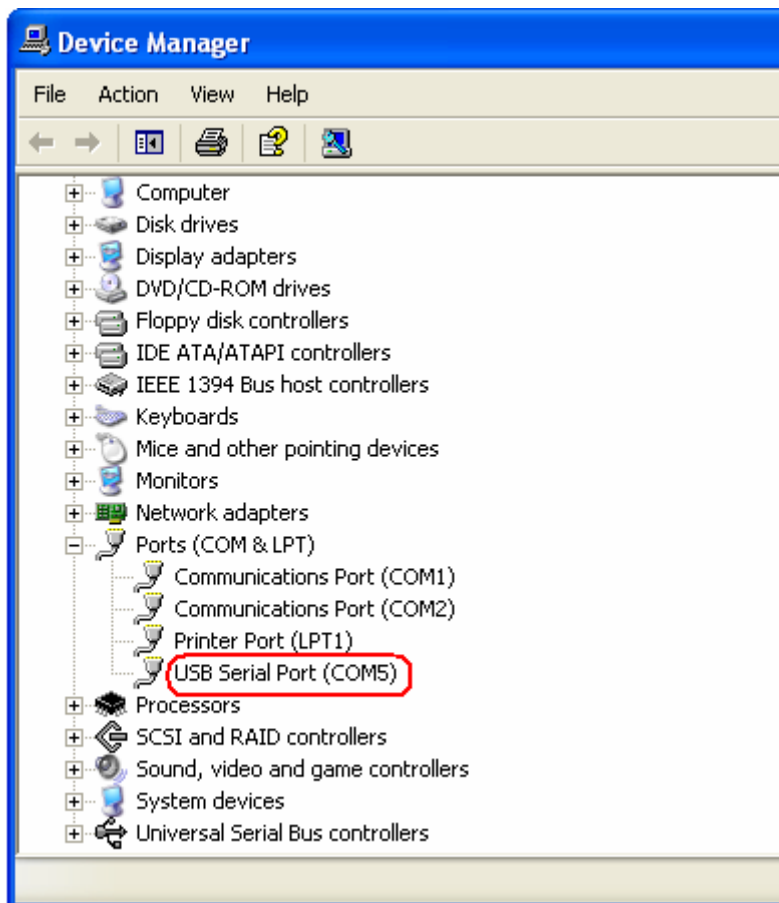 Device Manager
File Action View Help
Computer
Disk drives
Display adapters
DVD/CD-ROM drives
Floppy disk controllers
IDE ATA/ATAPI controllers
IEEE 1394 Bus host controllers
Keyboards
Mice and other pointing devices
Monitors
Network adapters
Ports (COM & LPT)
Communications Port (COM1)
Communications Port (COM2)
Printer Port (LPT1)
USB Serial Port (COM5)
Processors
SCSI and RAID controllers
Sound, video and game controllers
System devices
Universal Serial Bus controllers